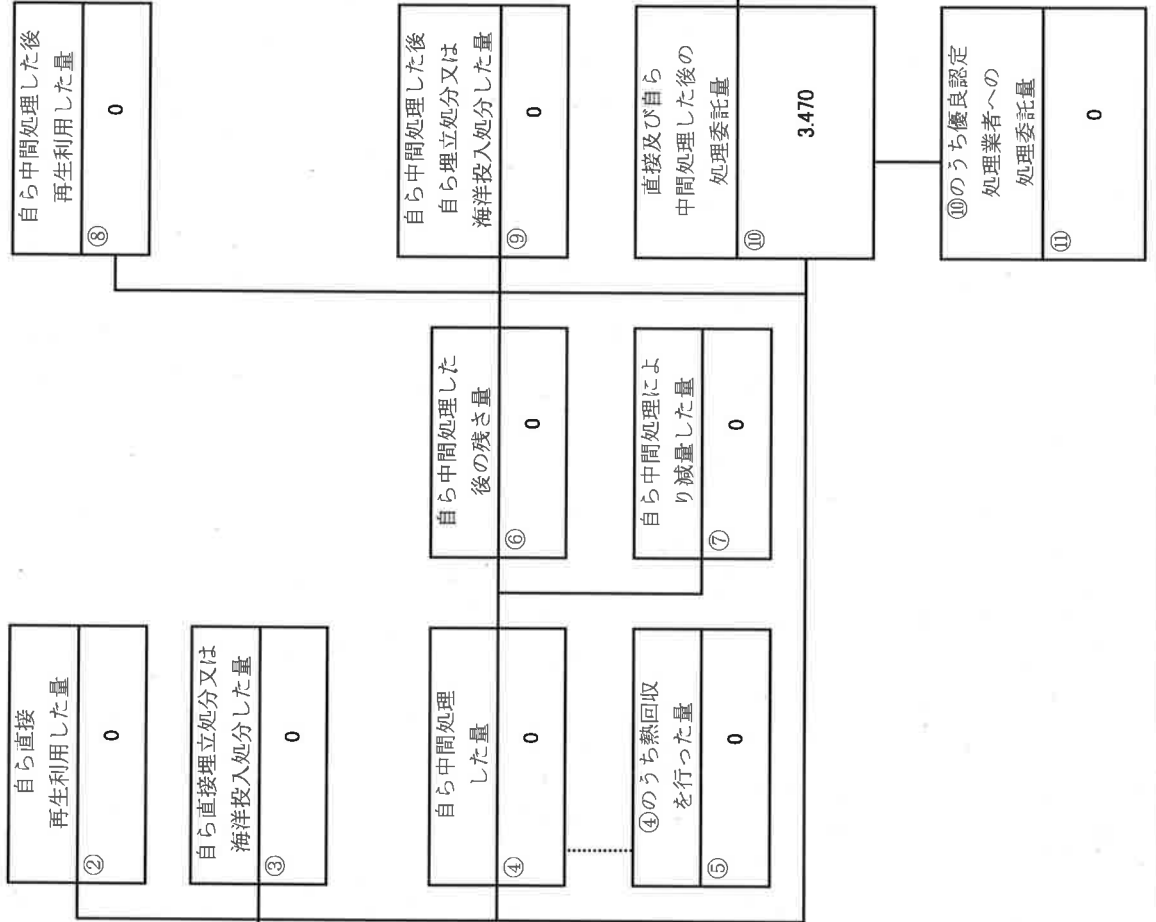 自ら直接
再生利用した量
②
0
自ら直接埋立処分又は
海洋投入処分した量
③
0
自ら中間処理
した量
④
0
④のうち熱回収
を行った量
⑤
0
自ら中間処理した
後の残さ量
⑥
0
自ら中間処理によ
り減量した量
⑦
0
自ら中間処理した後
再生利用した量
⑧
0
自ら中間処理した後
自ら埋立処分又は
海洋投入処分した量
⑨
0
直接及び自ら
中間処理した後の
処理委託量
⑩
3.470
⑩のうち優良認定
処理業者への
処理委託量
⑪
0